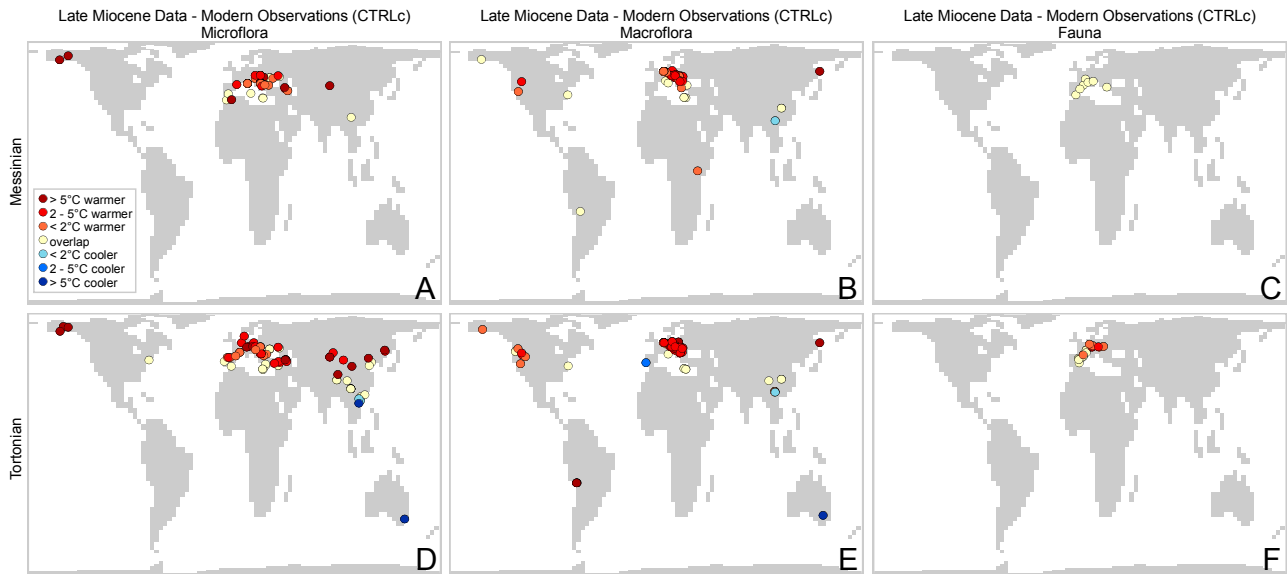 Late Miocene Data - Modern Observations (CTRLc)
Microflora
Late Miocene Data - Modern Observations (CTRLc)
Macroflora
Late Miocene Data - Modern Observations (CTRLc)
Fauna
Messinian
> 5°C warmer
2 - 5°C warmer
< 2°C warmer
overlap
< 2°C cooler
2 - 5°C cooler
> 5°C cooler
A
B
C
Tortonian
D
E
F